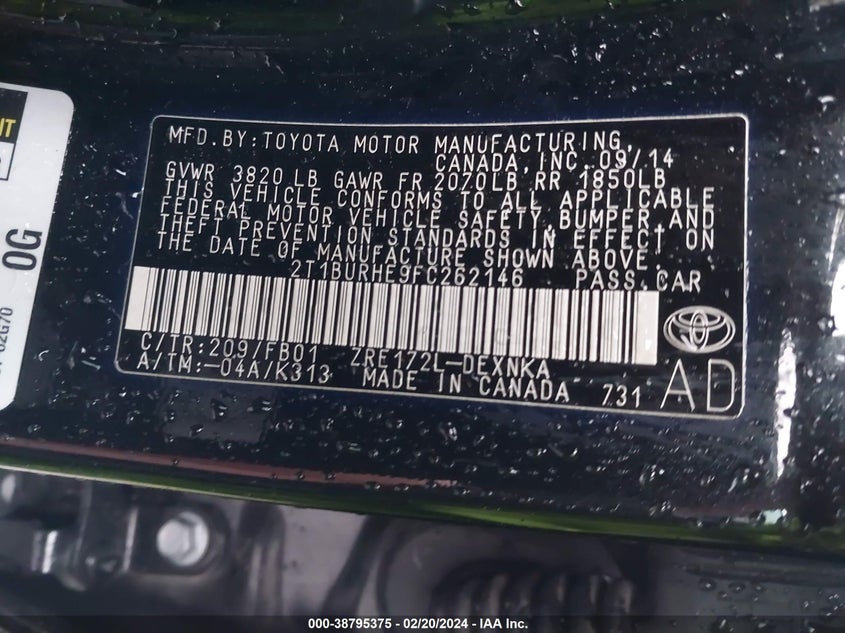 IT
OG
02G70
MFD. BY: TOYOTA MOTOR MANUFACTURING,
CANADA, INC. 09/14
GVWR 3820 LB GAWR FR 2070LB RR 1850LB
THIS VEHICLE CONFORMS TO ALL APPLICABLE
FEDERAL MOTOR VEHICLE SAFETY, BUMPER, AND
THEFT PREVENTION STANDARDS IN EFFECT ON
THE DATE OF MANUFACTURE SHOWN ABOVE.
2T1BURHE9FC262146 PASS.CAR
C/TR:209/FB01 ZRE172L-DEXNKA
A/TM:-04A/K313 MADE IN CANADA 731 AD
000-38795375 | 02/20/2024 - IAA Inc.